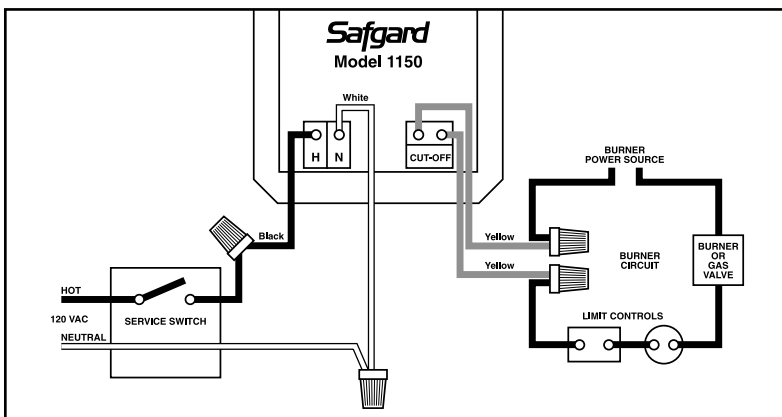 Safgard
Model 1150
White
H N
CUT-OFF
BURNER
POWER SOURCE
Black
Yellow
Yellow
BURNER
CIRCUIT
BURNER
OR
GAS
VALVE
HOT
120 VAC
SERVICE SWITCH
NEUTRAL
LIMIT CONTROLS